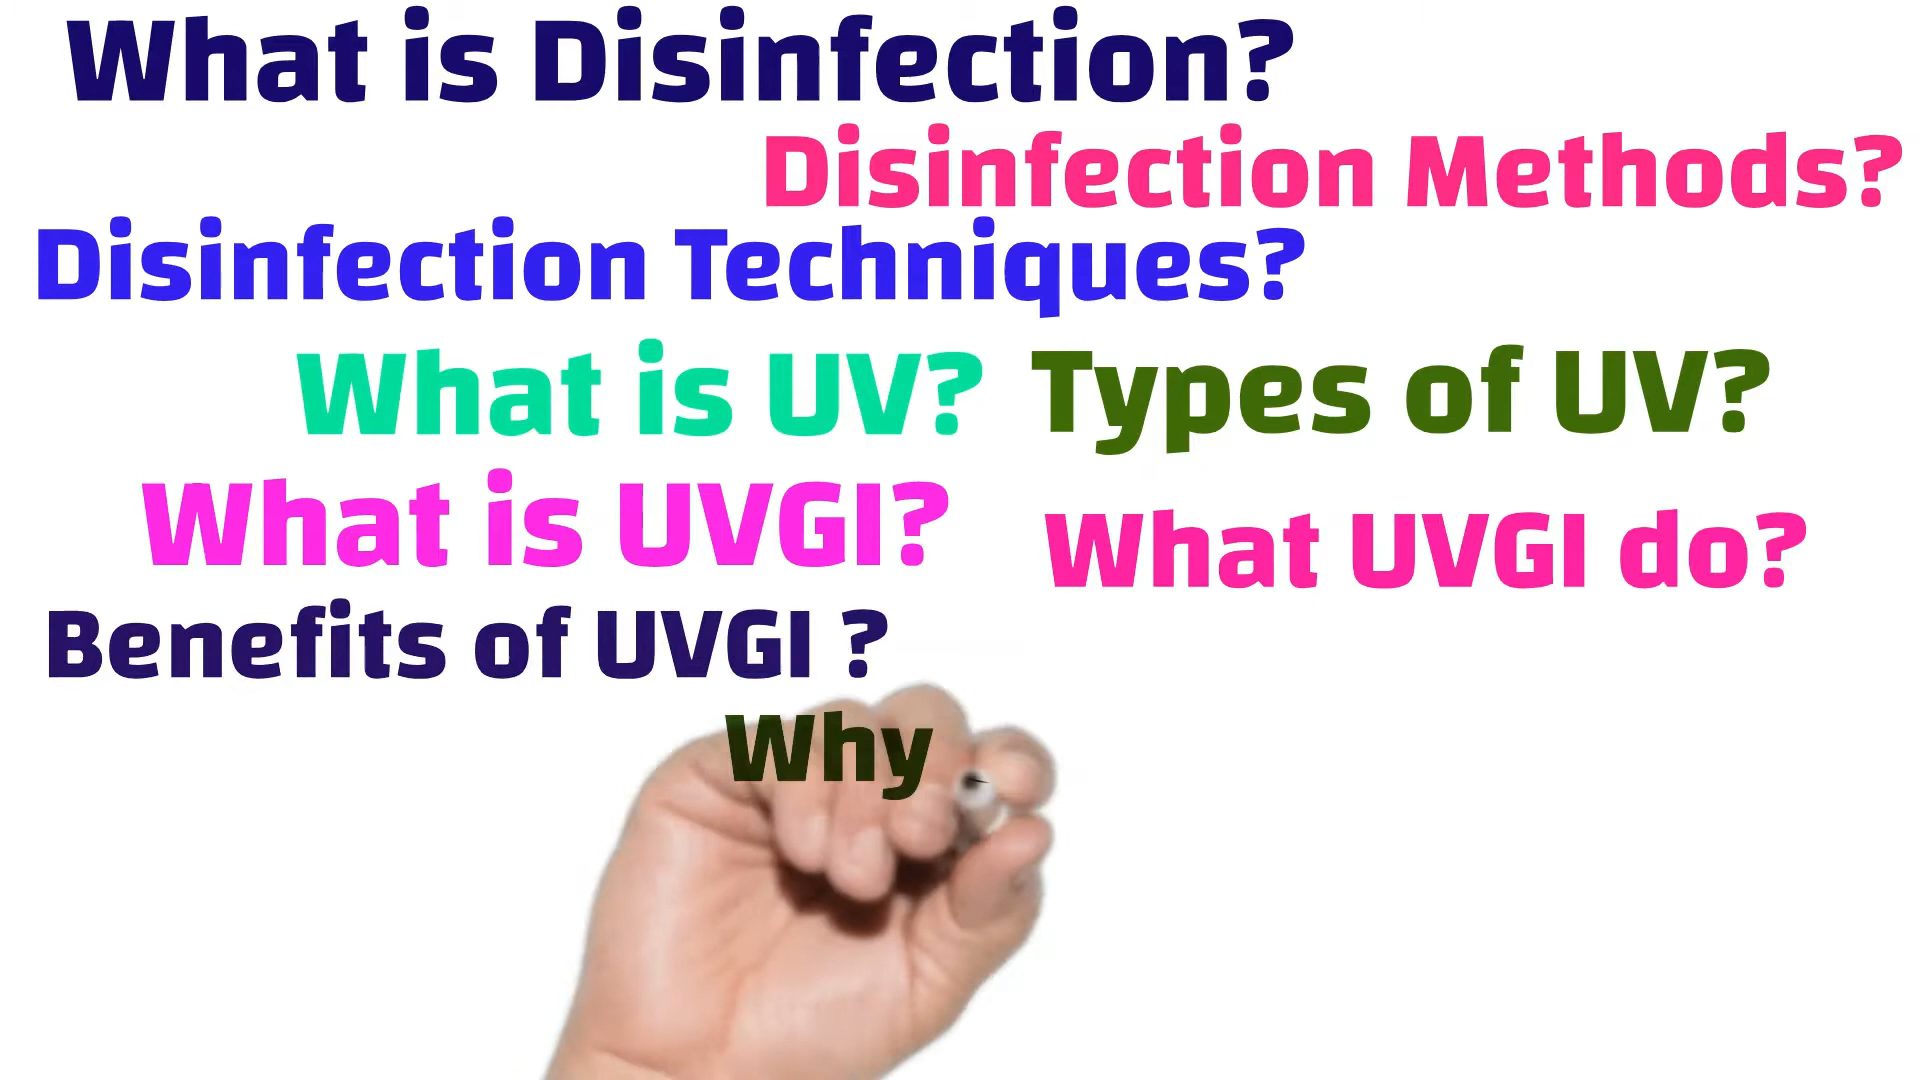 What is Disinfection?
Disinfection Methods?
Disinfection Techniques?
What is UV?
Types of UV?
What is UVGI?
What UVGI do?
Benefits of UVGI ?
Why